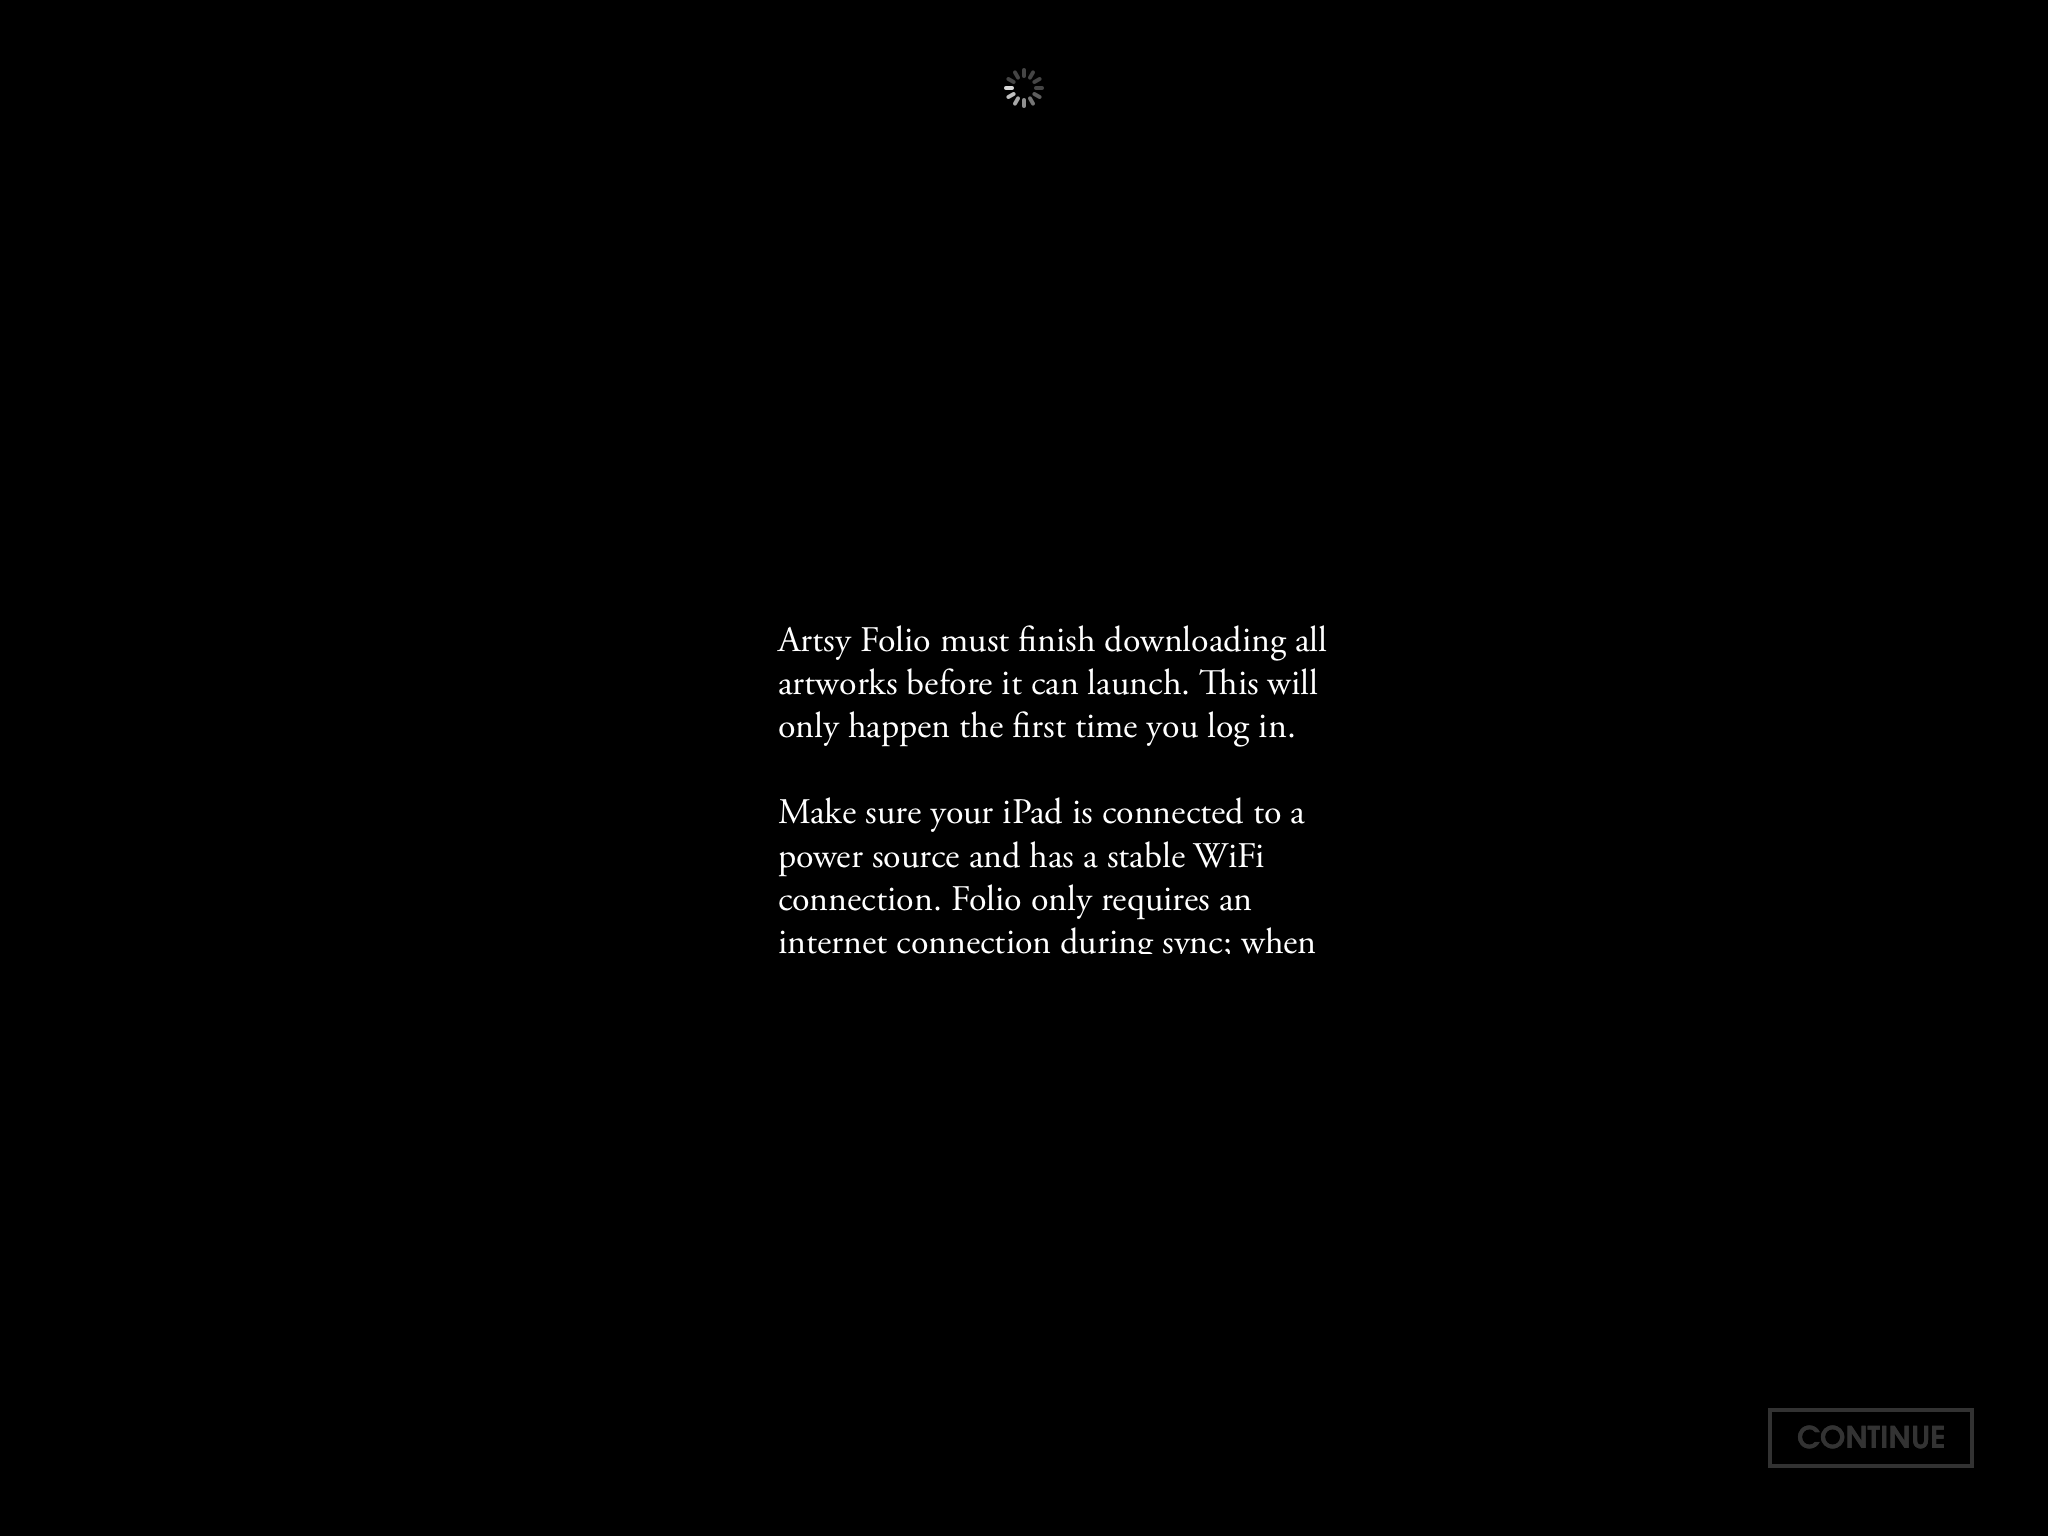 Artsy Folio must finish downloading all
artworks before it can launch. This will
only happen the first time you log in.
Make sure your iPad is connected to a
power source and has a stable WiFi
connection. Folio only requires an
internet connection during sync; when
CONTINUE